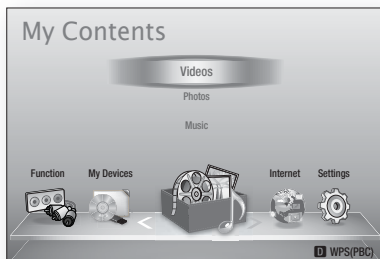 My Contents
Videos
Photos
Music
Function My Devices Internet Settings
D WPS(PBC)